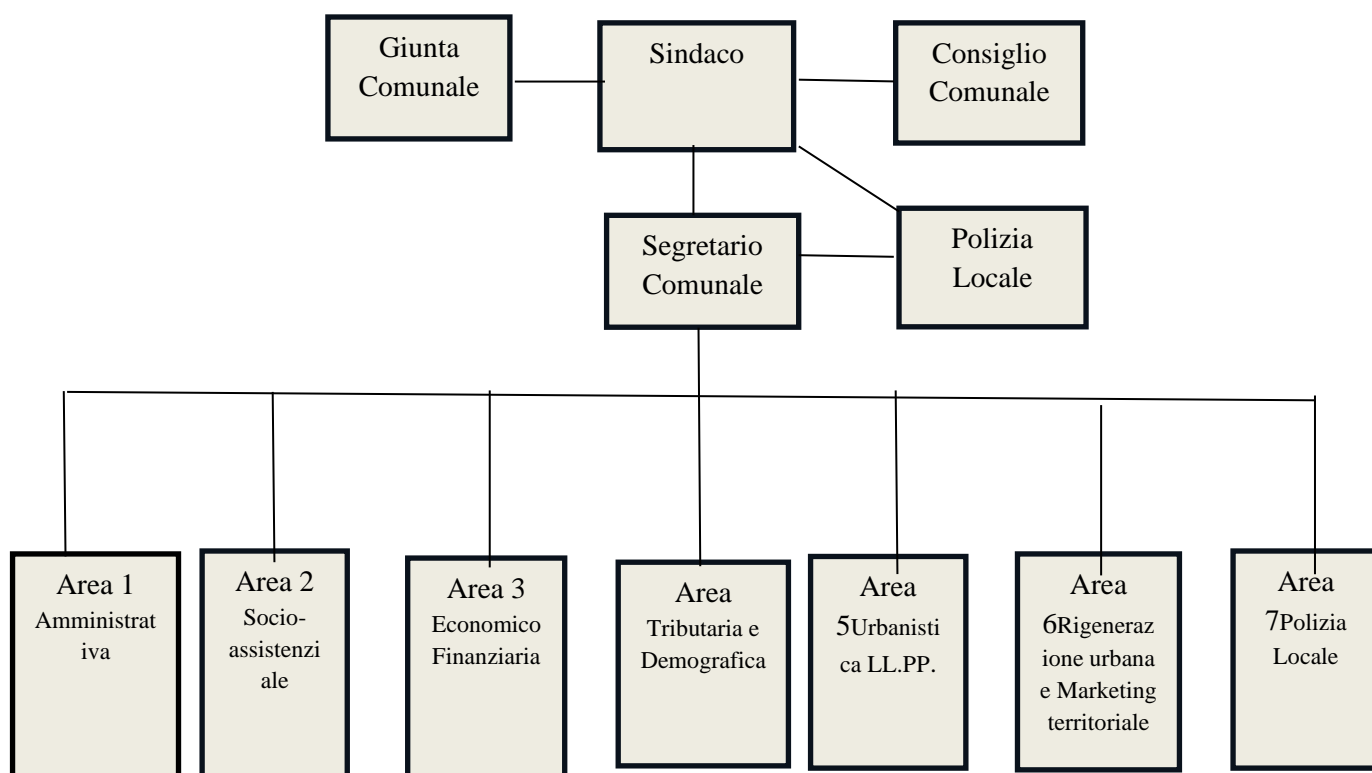 Giunta
Comunale
Sindaco
Consiglio
Comunale
Segretario
Comunale
Polizia
Locale
Area 1
Amministrat
iva
Area 2
Socio-
assistenzi
ale
Area 3
Economico
Finanziaria
Area
Tributaria e
Demografica
Area
5Urbanisti
ca LL.PP.
Area
6Rigeneraz
ione urbana
e Marketing
territoriale
Area
7Polizia
Locale